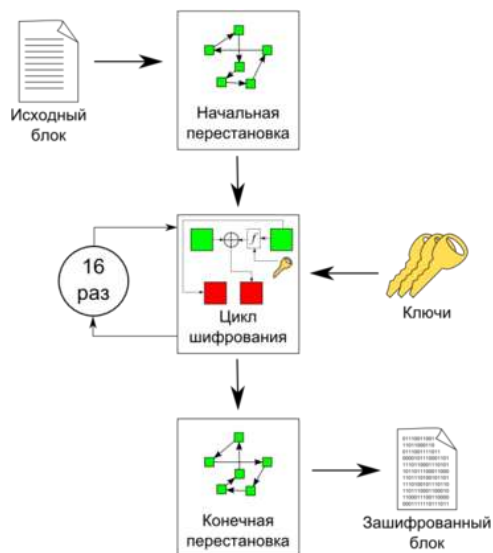 Исходный
блок
Начальная
перестановка
16
раз
f
Цикл
шифрования
Ключи
Конечная
перестановка
Зашифрованный
блок